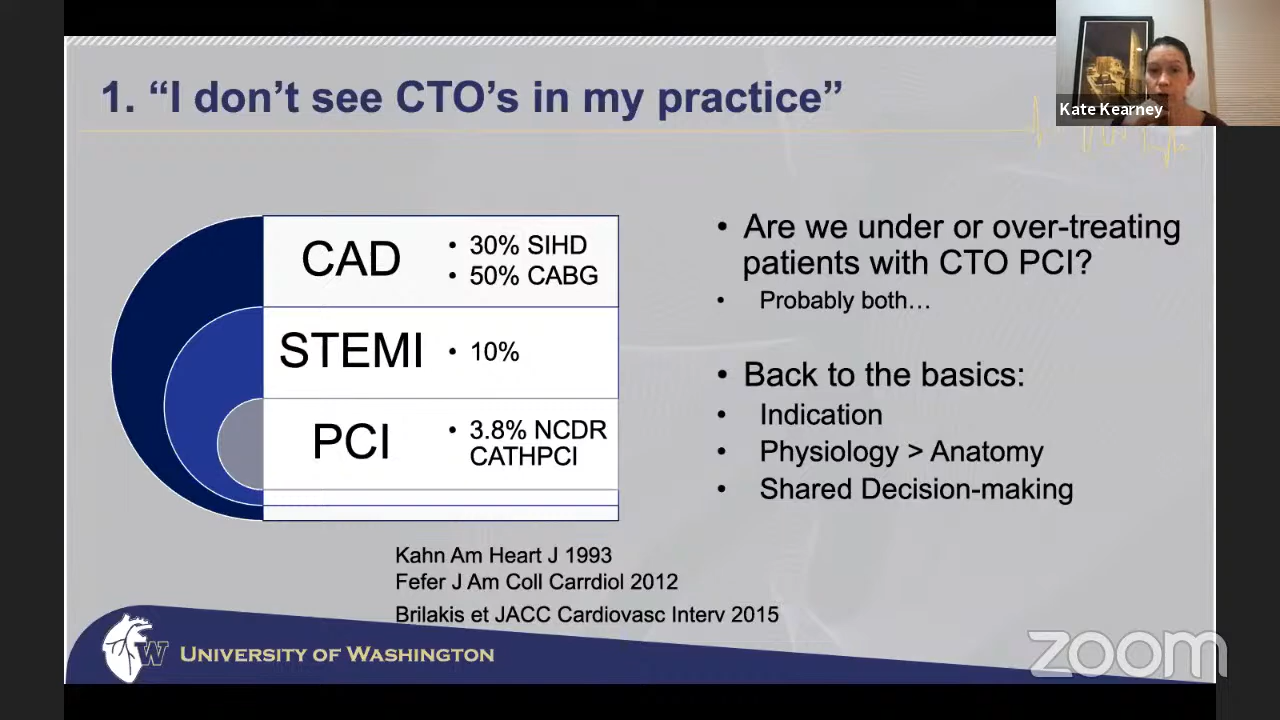 1. “I don’t see CTO’s in my practice”
Kate Kearney
CAD
• 30% SIHD
• 50% CABG
STEMI
• 10%
PCI
• 3.8% NCDR
CATHPCI
• Are we under or over-treating
patients with CTO PCI?
• Probably both…
• Back to the basics:
• Indication
• Physiology > Anatomy
• Shared Decision-making
Kahn Am Heart J 1993
Fefer J Am Coll Carrdiol 2012
Brilakis et JACC Cardiovasc Interv 2015
W
UNIVERSITY OF WASHINGTON
zoom